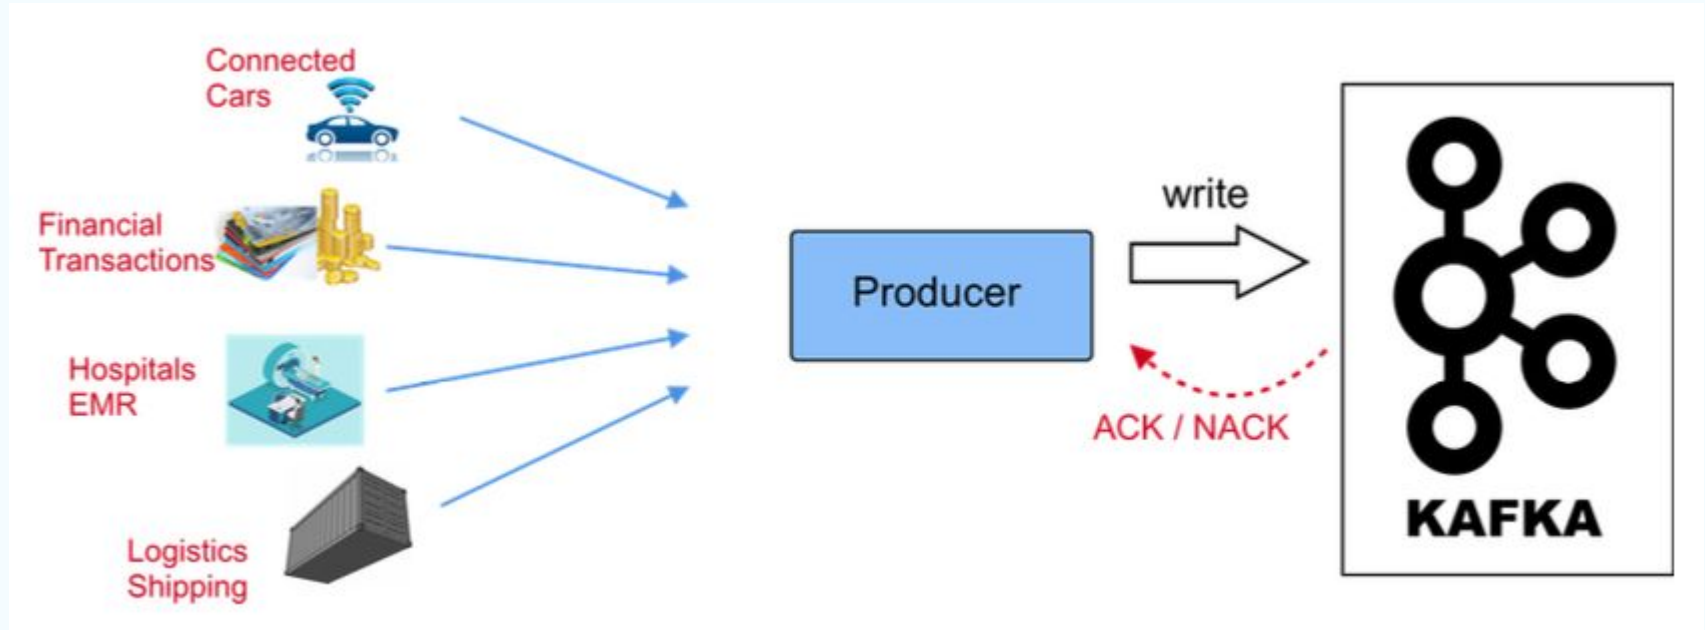 Connected
Cars
Financial
Transactions
Hospitals
EMR
Logistics
Shipping
Producer
write
ACK / NACK
KAFKA